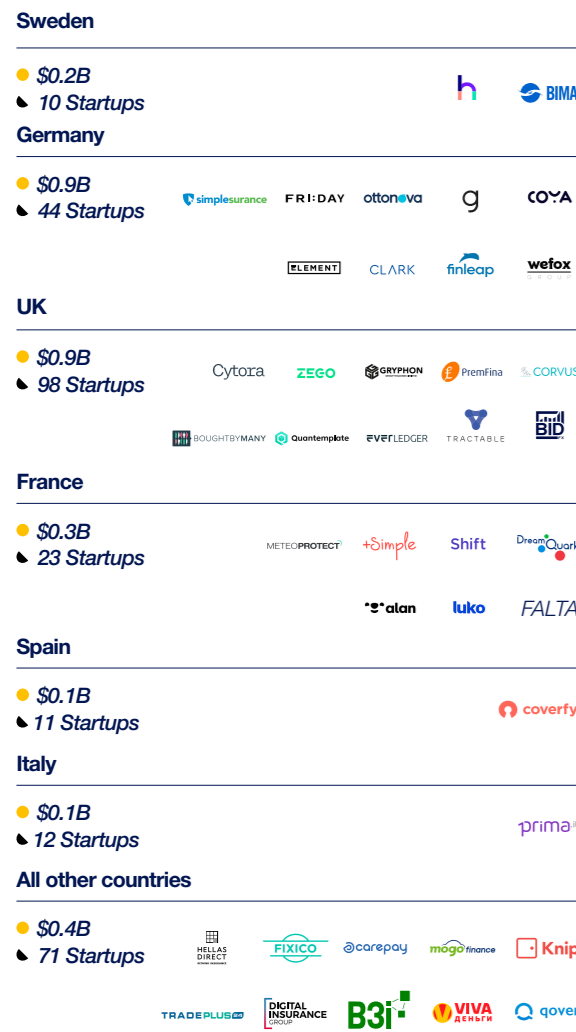 Sweden
$0.2B
10 Startups
h
BIMA
Germany
$0.9B
44 Startups
simplesurance
FRI:DAY
ottonova
g
COYA
ELEMENT
CLARK
finleap
wefox
GROUP
UK
$0.9B
98 Startups
Cytora
ZEGO
GRYPHON
£ PremFina
CORVUS
BOUGHTBYMANY
Quantemplate
EVERLEDGER
TRACTABLE
BID
France
$0.3B
23 Startups
METEOPROTECT
+Simple
Shift
DreamQuark
alan
luko
FALTA
Spain
$0.1B
11 Startups
coverfy
Italy
$0.1B
12 Startups
prima
All other countries
$0.4B
71 Startups
HELLAS
DIRECT
FIXICO
carepay
mogo finance
Knip
TRADEPLUS24
DIGITAL
INSURANCE
GROUP
B3i
VIVA
ДЕНЬГИ
qover